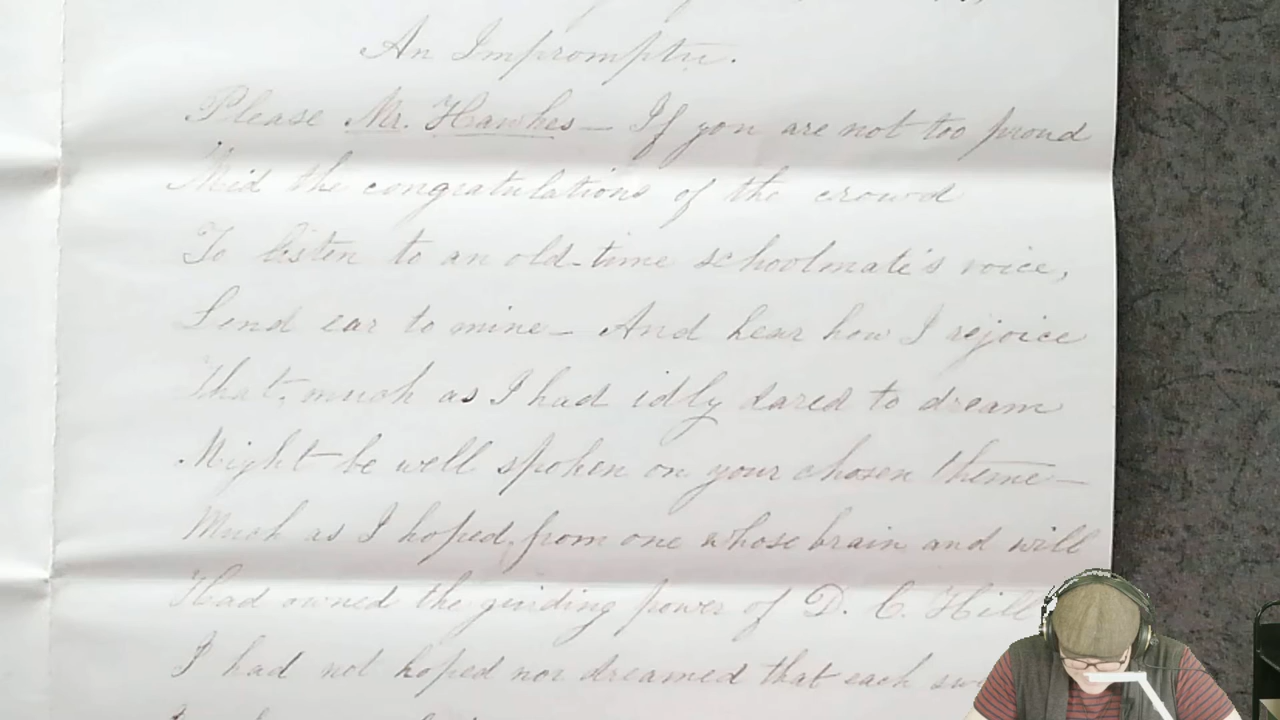 An Impromptu.
Please Mr. Hawkes — If you are not too proud
Mid the congratulations of the crowd
To listen to an old-time schoolmate's voice,
Lend ear to mine — And hear how I rejoice
That, much as I had idly dared to dream
Might be well spoken on your chosen theme —
Much as I hoped, from one whose brain and will
Had owned the guiding power of D. C. Hill
I had not hoped nor dreamed that each